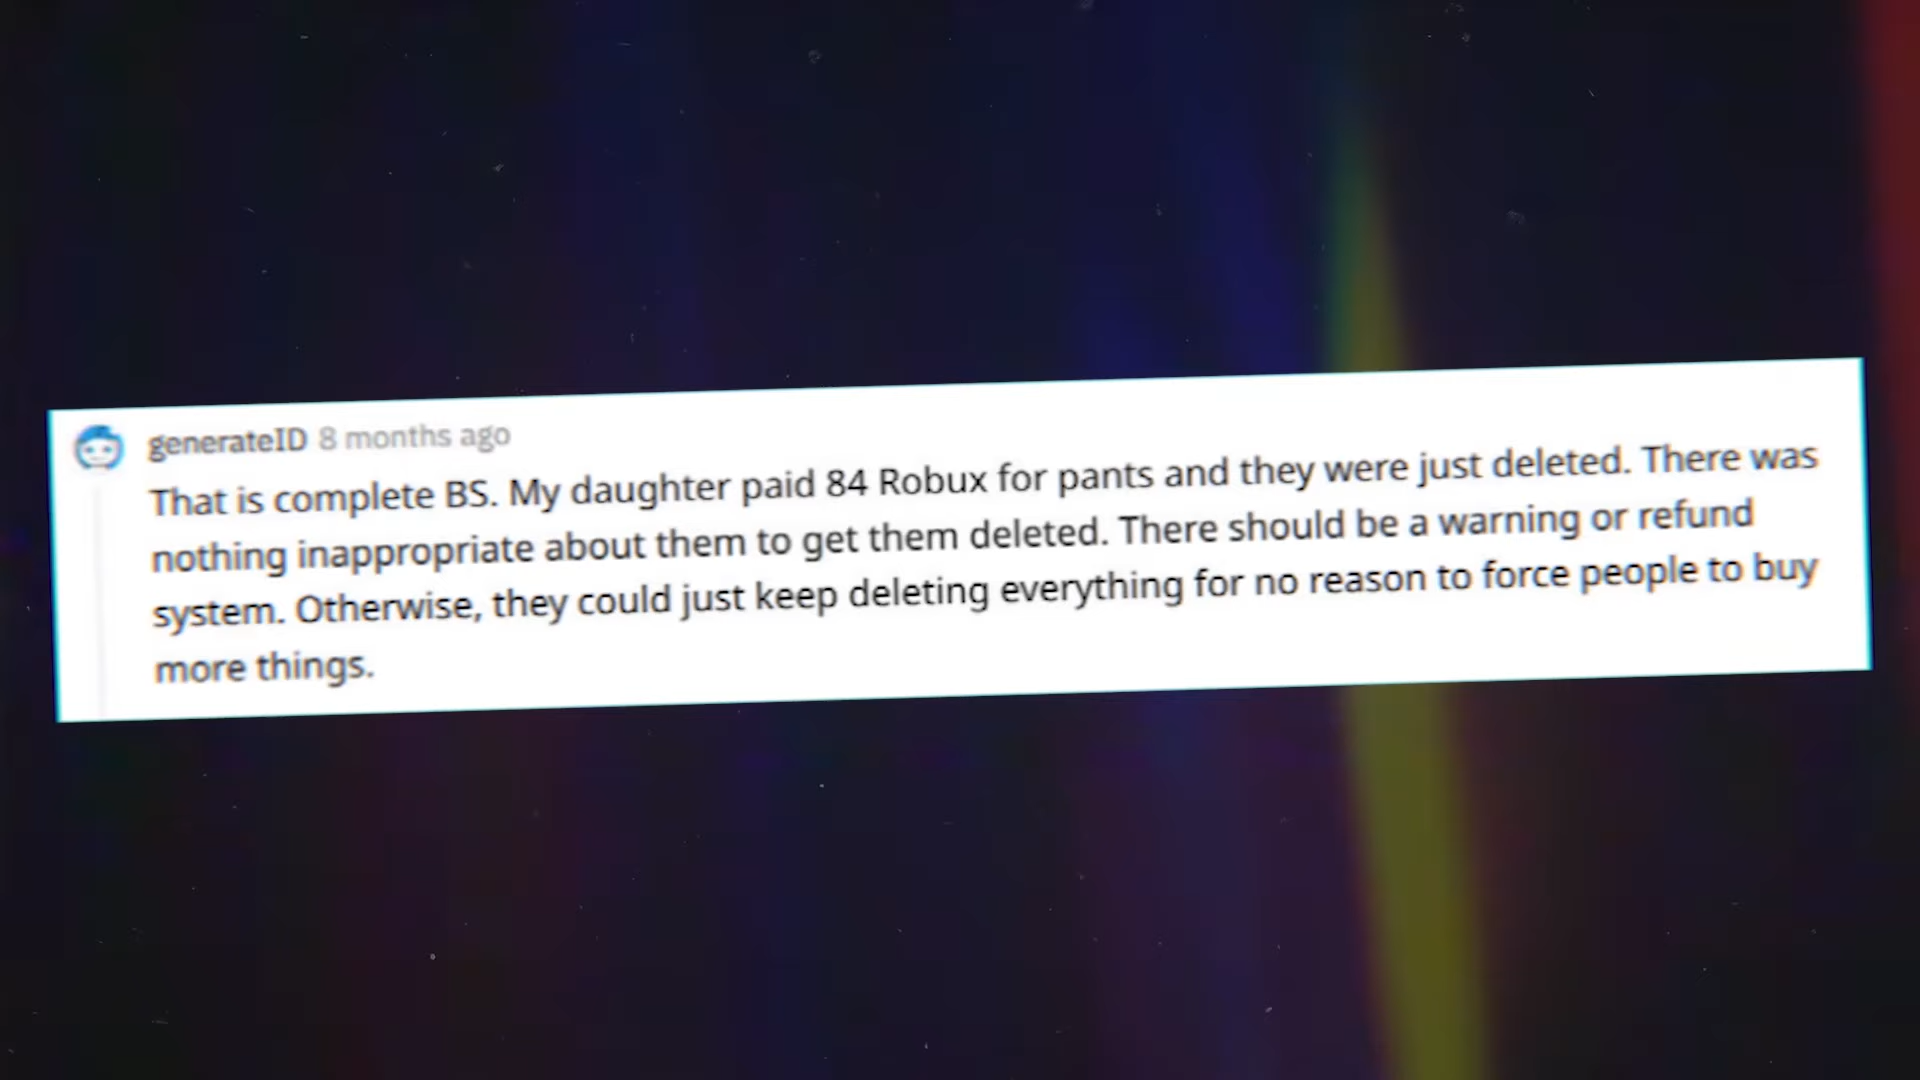 generateID 8 months ago
That is complete BS. My daughter paid 84 Robux for pants and they were just deleted. There was
nothing inappropriate about them to get them deleted. There should be a warning or refund
system. Otherwise, they could just keep deleting everything for no reason to force people to buy
more things.